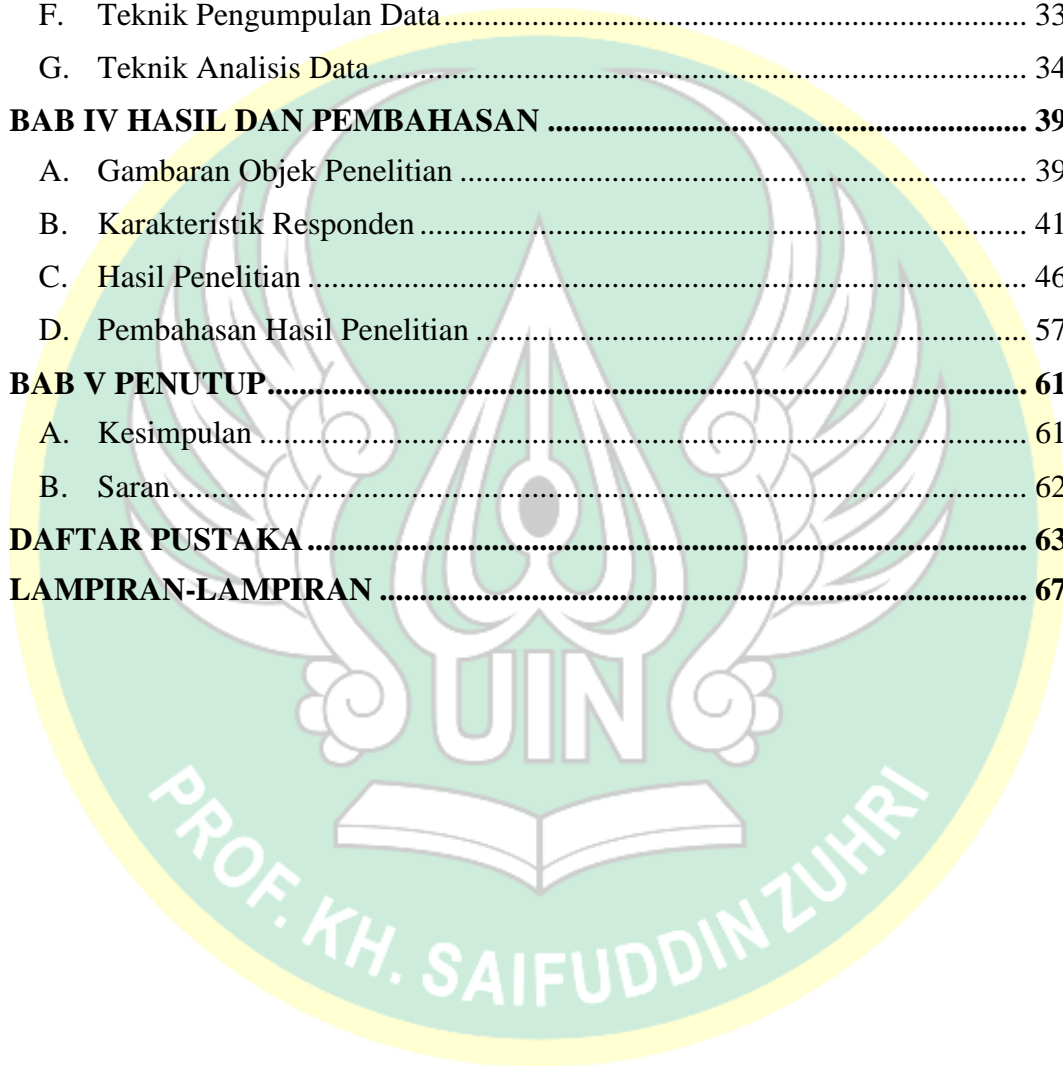 F. Teknik Pengumpulan Data.......................................................................... 33
G. Teknik Analisis Data.................................................................................... 34
BAB IV HASIL DAN PEMBAHASAN ............................................................. 39
A. Gambaran Objek Penelitian ......................................................................... 39
B. Karakteristik Responden .............................................................................. 41
C. Hasil Penelitian ............................................................................................ 46
D. Pembahasan Hasil Penelitian ....................................................................... 57
BAB V PENUTUP................................................................................................ 61
A. Kesimpulan .................................................................................................. 61
B. Saran............................................................................................................. 62
DAFTAR PUSTAKA ........................................................................................... 63
LAMPIRAN-LAMPIRAN .................................................................................. 67
UIN
PROF. KH. SAIFUDDIN ZUHRI